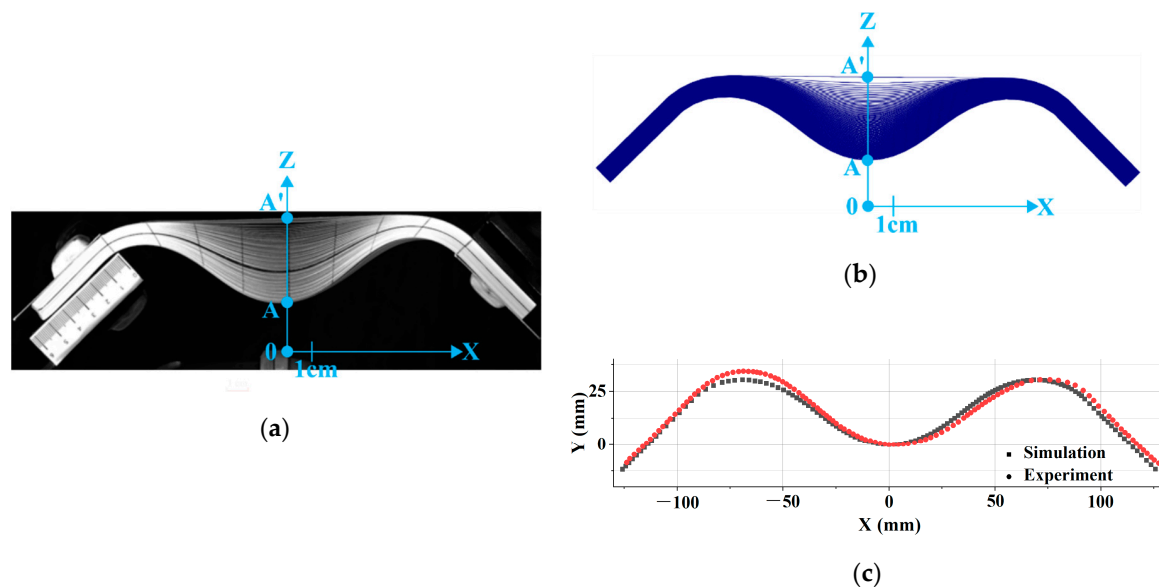 Z
A'
A
0
1cm
X
(a)
Z
A'
A
0
1cm
X
(b)
Y (mm)
25
0
Simulation
Experiment
−100
−50
0
50
100
X (mm)
(c)